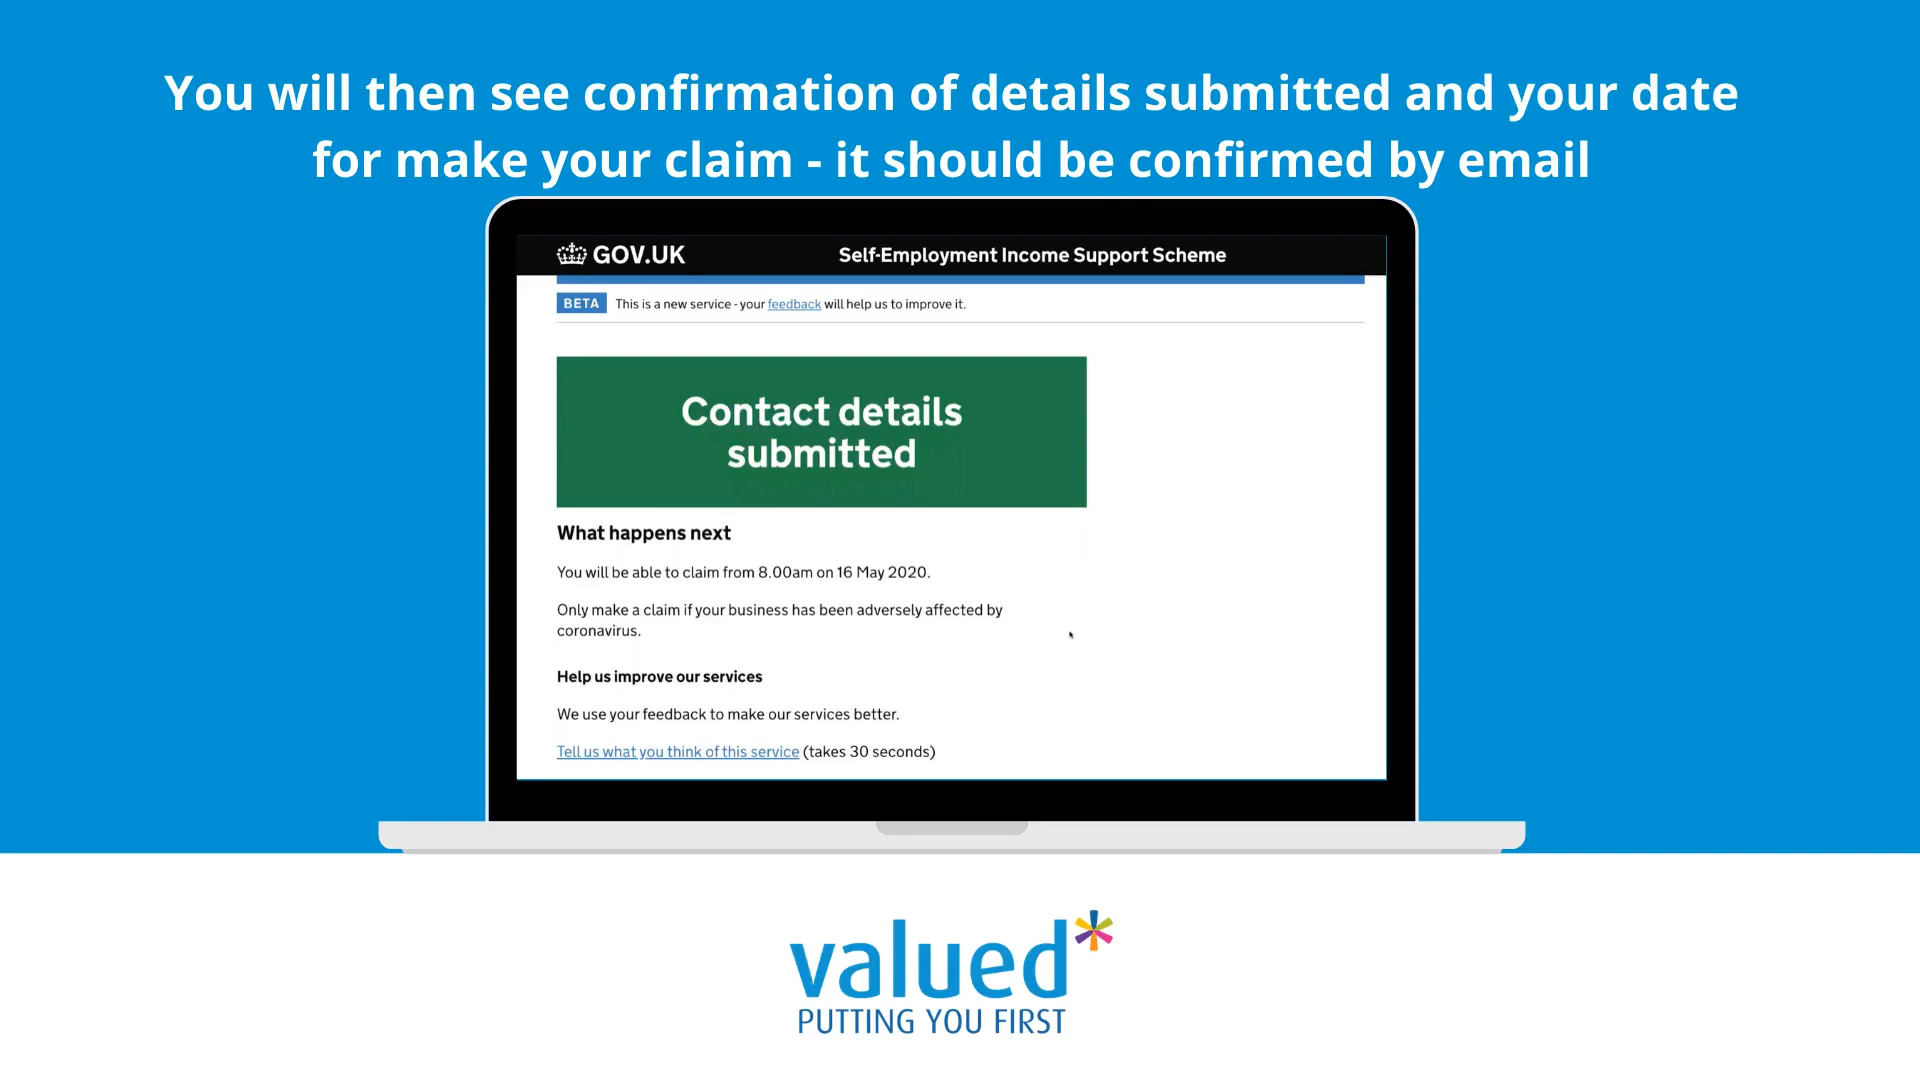 You will then see confirmation of details submitted and your date
for make your claim - it should be confirmed by email
GOV.UK Self-Employment Income Support Scheme
BETA This is a new service - your feedback will help us to improve it.
Contact details
submitted
What happens next
You will be able to claim from 8.00am on 16 May 2020.
Only make a claim if your business has been adversely affected by
coronavirus.
Help us improve our services
We use your feedback to make our services better.
Tell us what you think of this service (takes 30 seconds)
valued*
PUTTING YOU FIRST